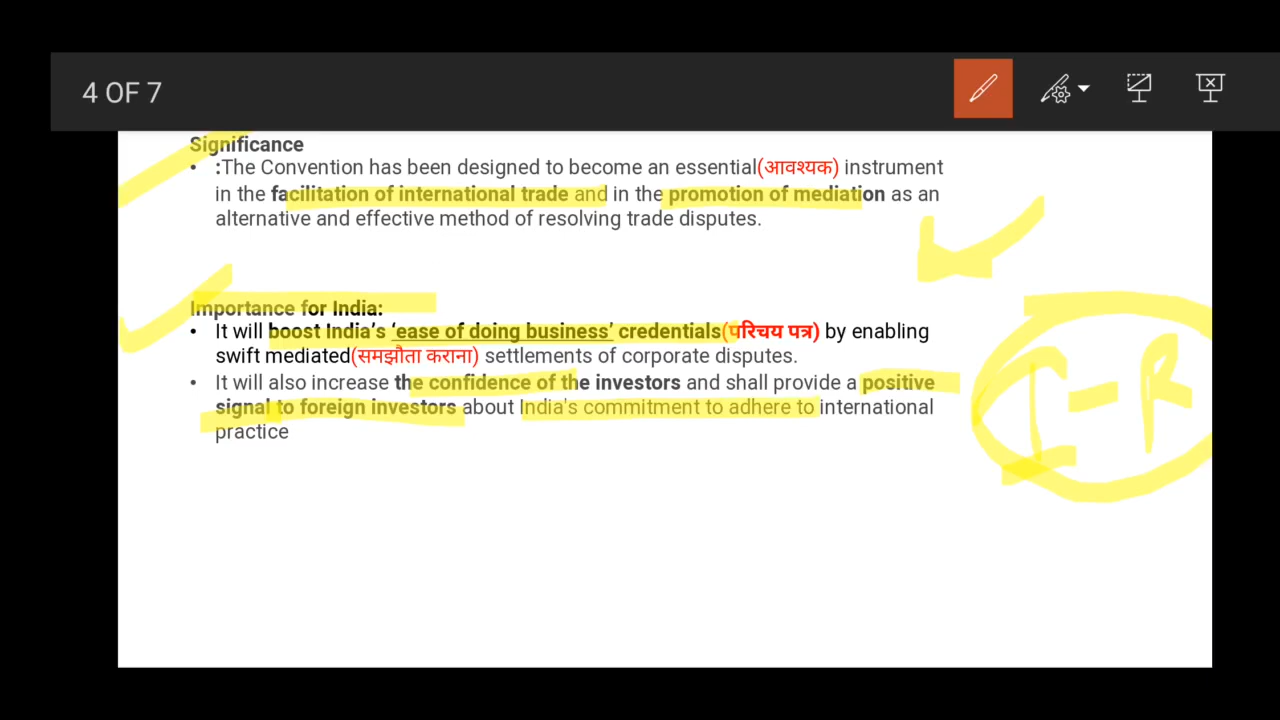 4 OF 7
Significance
• :The Convention has been designed to become an essential(आवश्यक) instrument
in the facilitation of international trade and in the promotion of mediation as an
alternative and effective method of resolving trade disputes.
Importance for India:
• It will boost India’s ‘ease of doing business’ credentials(परिचय पत्र) by enabling
swift mediated(समझौता कराना) settlements of corporate disputes.
• It will also increase the confidence of the investors and shall provide a positive
signal to foreign investors about India's commitment to adhere to international
practice
I-R